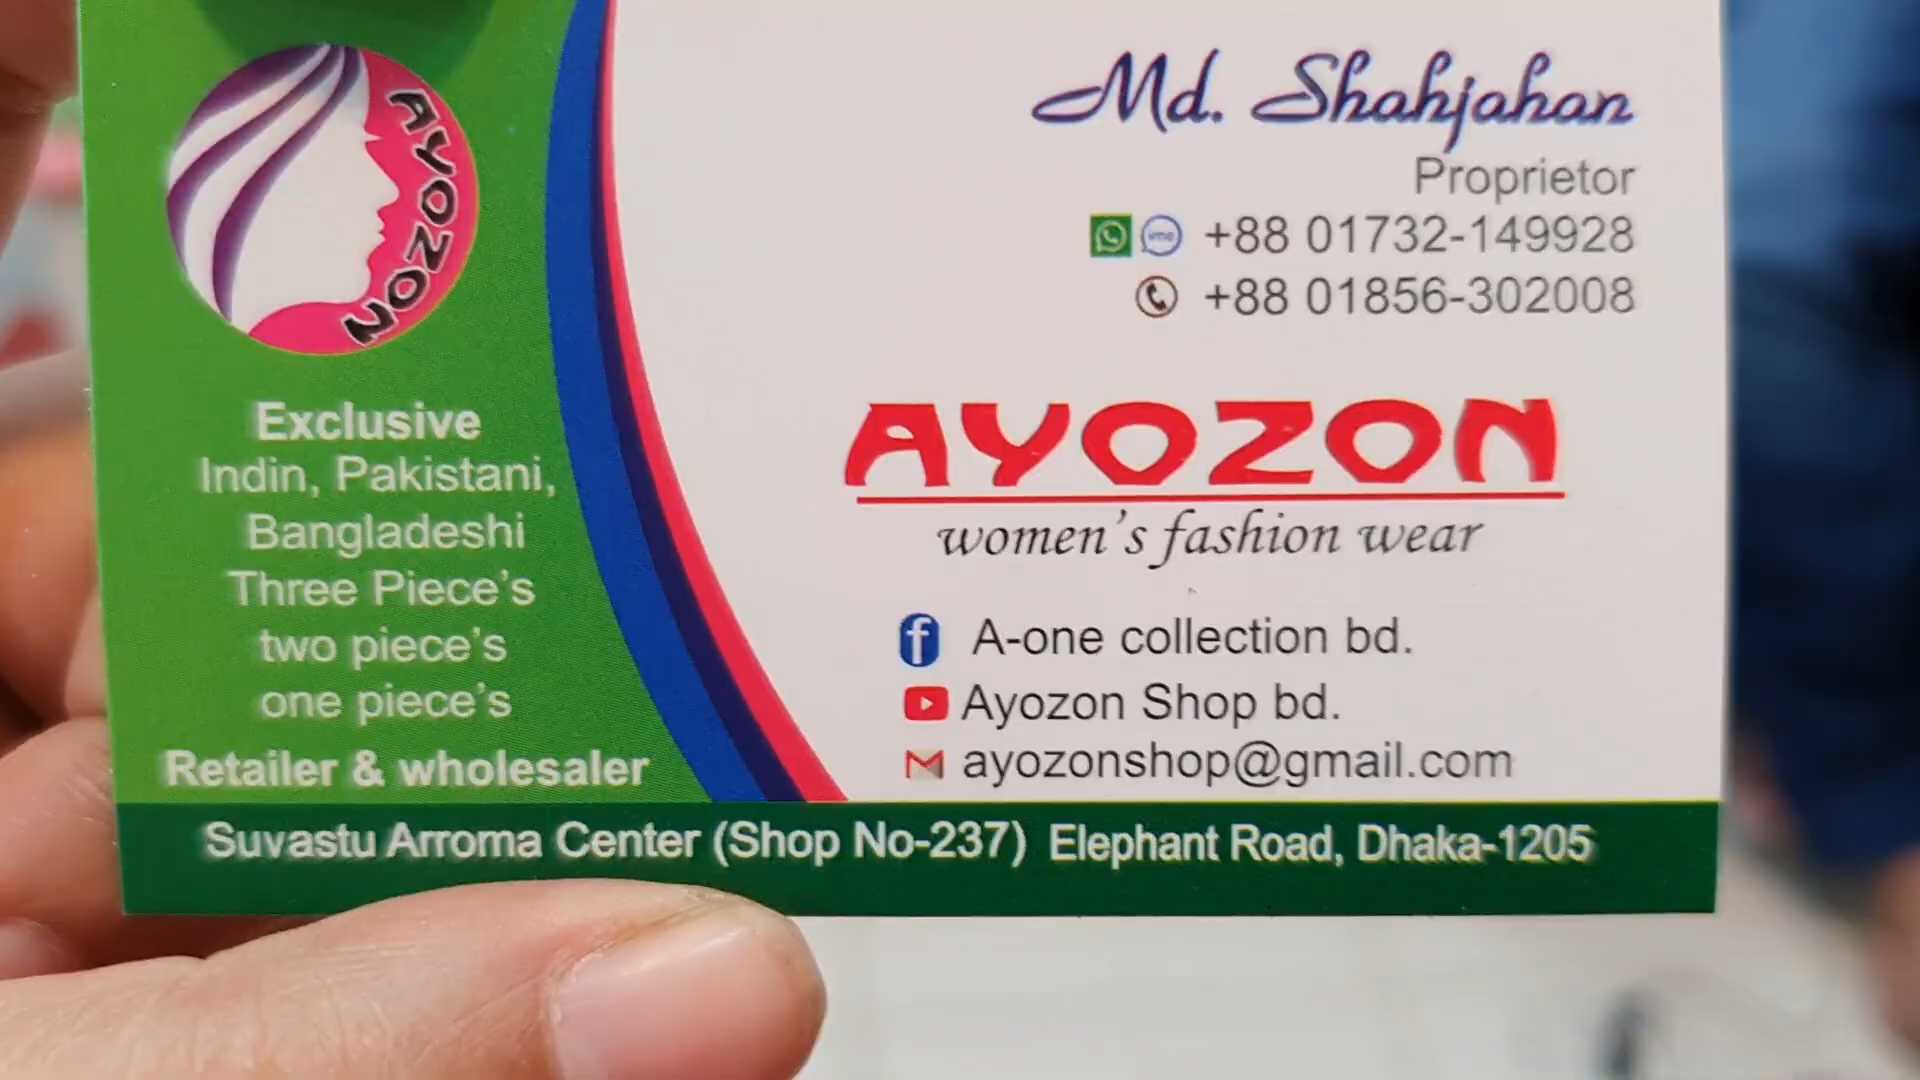 AYOZON
Exclusive
Indin, Pakistani,
Bangladeshi
Three Piece's
two piece's
one piece's
Retailer & wholesaler
Md. Shahjahan
Proprietor
imo +88 01732-149928
+88 01856-302008
AYOZON
women's fashion wear
f A-one collection bd.
Ayozon Shop bd.
ayozonshop@gmail.com
Suvastu Arroma Center (Shop No-237) Elephant Road, Dhaka-1205